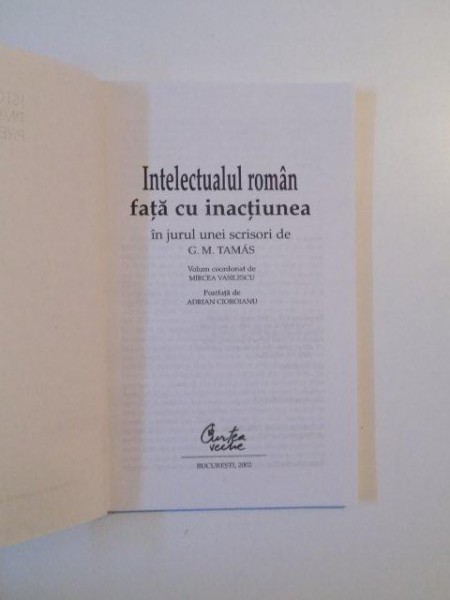 Intelectualul român
față cu inacțiunea
în jurul unei scrisori de
G. M. TAMÁS
Volum coordonat de
MIRCEA VASILESCU
Postfață de
ADRIAN CIOROIANU
Curtea
veche
BUCUREȘTI, 2002